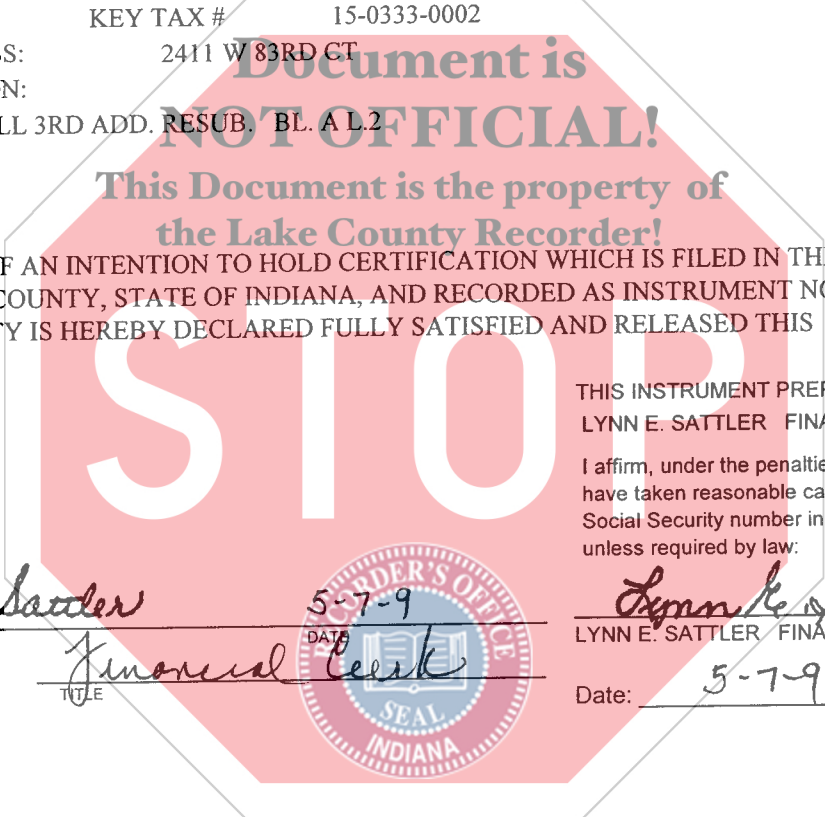 KEY TAX # 15-0333-0002
SS: 2411 W 83RD CT
Document is
N:
LL 3RD ADD. RESUB. BL. A L.2
NOT OFFICIAL!
This Document is the property of
the Lake County Recorder!
F AN INTENTION TO HOLD CERTIFICATION WHICH IS FILED IN TH
COUNTY, STATE OF INDIANA, AND RECORDED AS INSTRUMENT NO
TY IS HEREBY DECLARED FULLY SATISFIED AND RELEASED THIS
STOP
THIS INSTRUMENT PREP
LYNN E. SATTLER FINA
I affirm, under the penaltie
have taken reasonable ca
Social Security number in
unless required by law:
Sattler 5-7-9
DATE
Lynn E. S
LYNN E. SATTLER FINA
Financial Clerk
TITLE
Date: 5-7-9
RECORDER'S OFFICE
SEAL
INDIANA